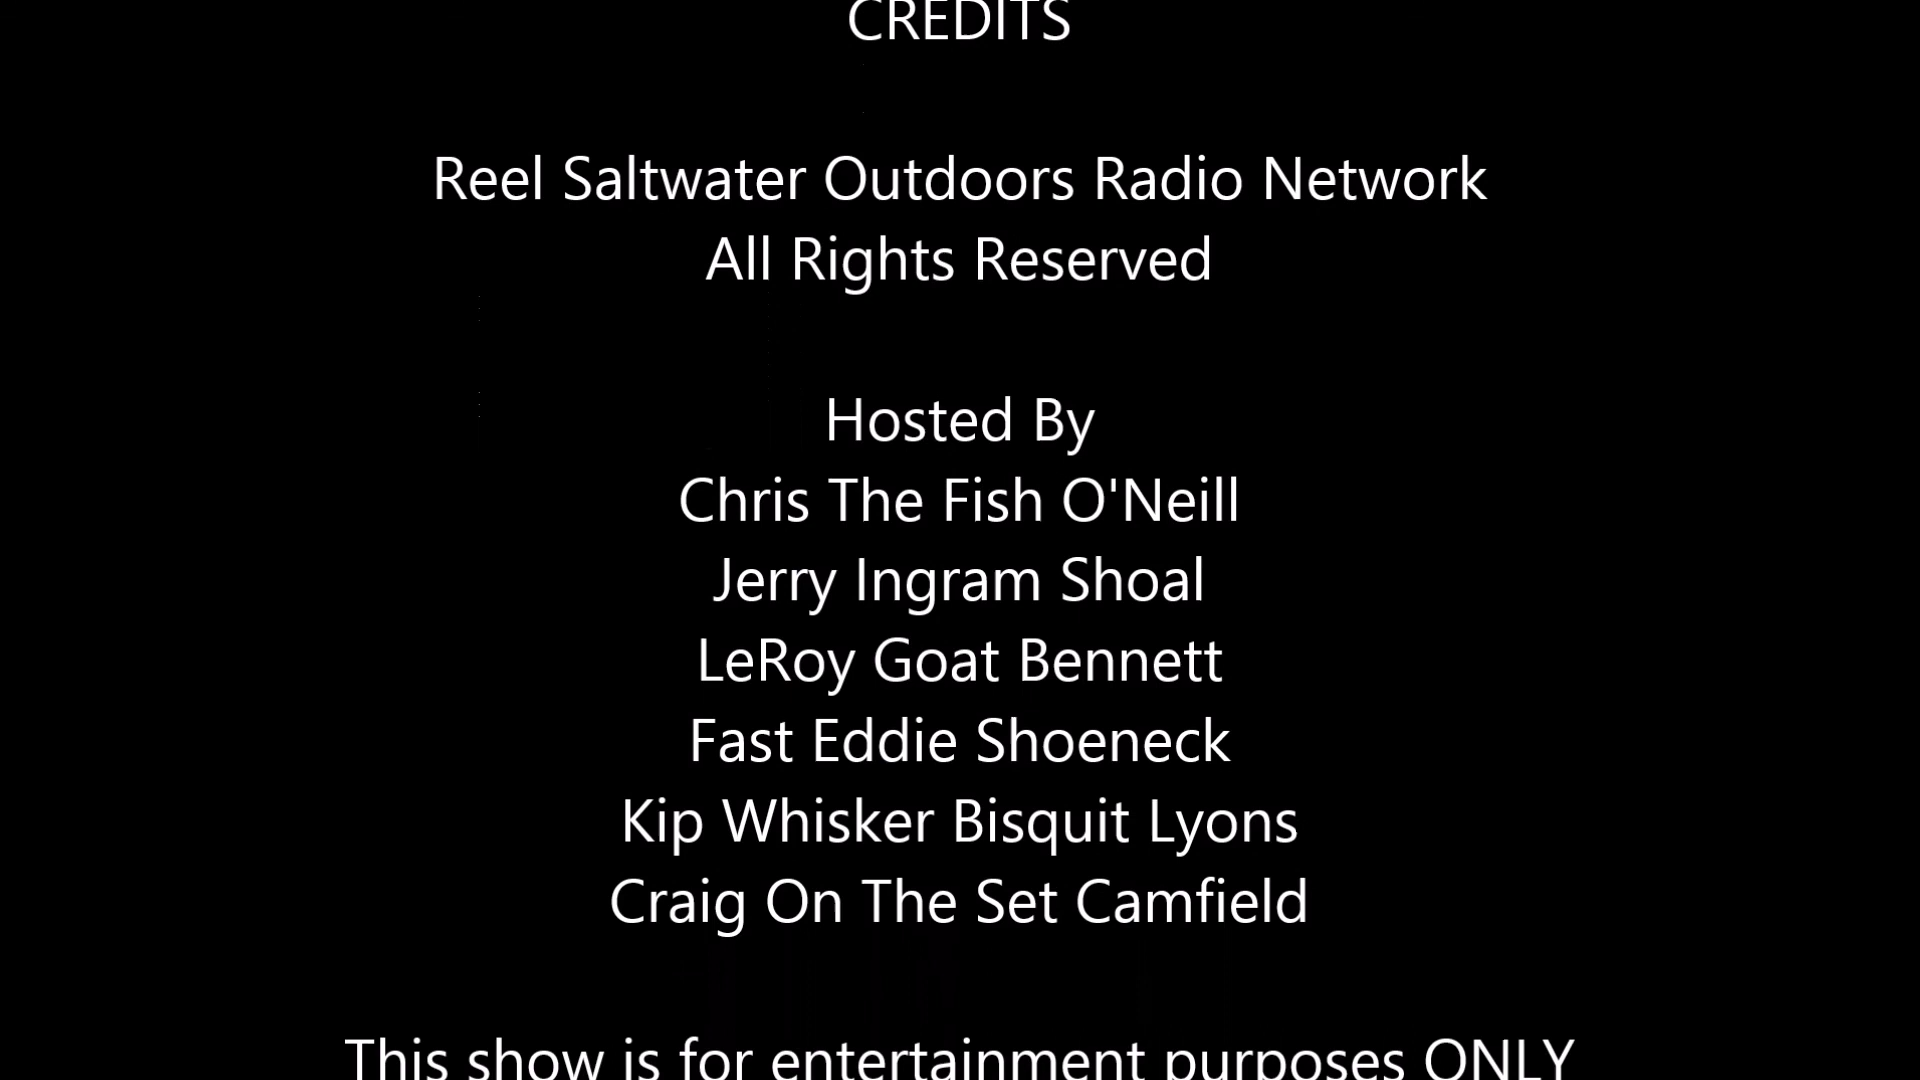 CREDITS
Reel Saltwater Outdoors Radio Network
All Rights Reserved
Hosted By
Chris The Fish O'Neill
Jerry Ingram Shoal
LeRoy Goat Bennett
Fast Eddie Shoeneck
Kip Whisker Bisquit Lyons
Craig On The Set Camfield
This show is for entertainment purposes ONLY